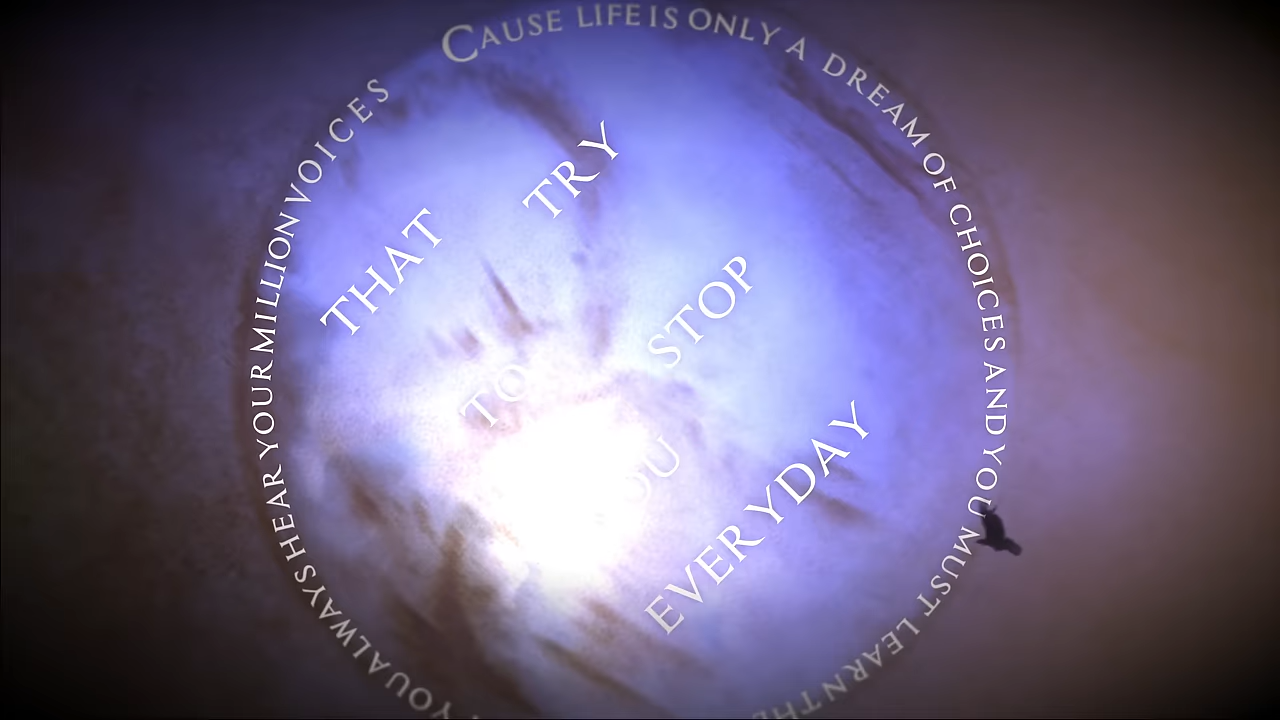 CAUSE LIFE IS ONLY A DREAM OF CHOICES AND YOU MUST LEARN THE
YOU ALWAYS HEAR YOUR MILLION VOICES
THAT TRY
TO STOP
EVERYDAY